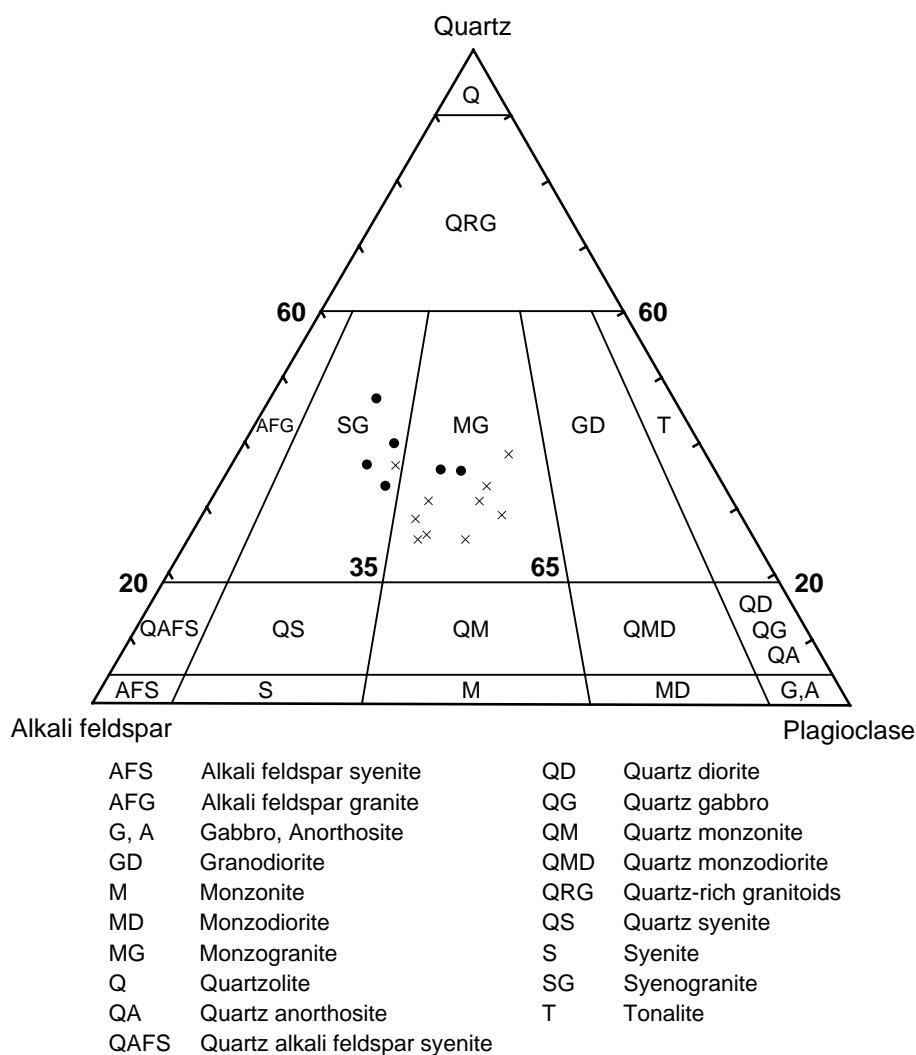 Quartz
Q
QRG
60 60
AFG SG MG GD T
35 65
20 20
QAFS QS QM QMD QD
QG
QA
AFS S M MD G,A
Alkali feldspar Plagioclase
AFS Alkali feldspar syenite
AFG Alkali feldspar granite
G, A Gabbro, Anorthosite
GD Granodiorite
M Monzonite
MD Monzodiorite
MG Monzogranite
Q Quartzolite
QA Quartz anorthosite
QAFS Quartz alkali feldspar syenite
QD Quartz diorite
QG Quartz gabbro
QM Quartz monzonite
QMD Quartz monzodiorite
QRG Quartz-rich granitoids
QS Quartz syenite
S Syenite
SG Syenogranite
T Tonalite